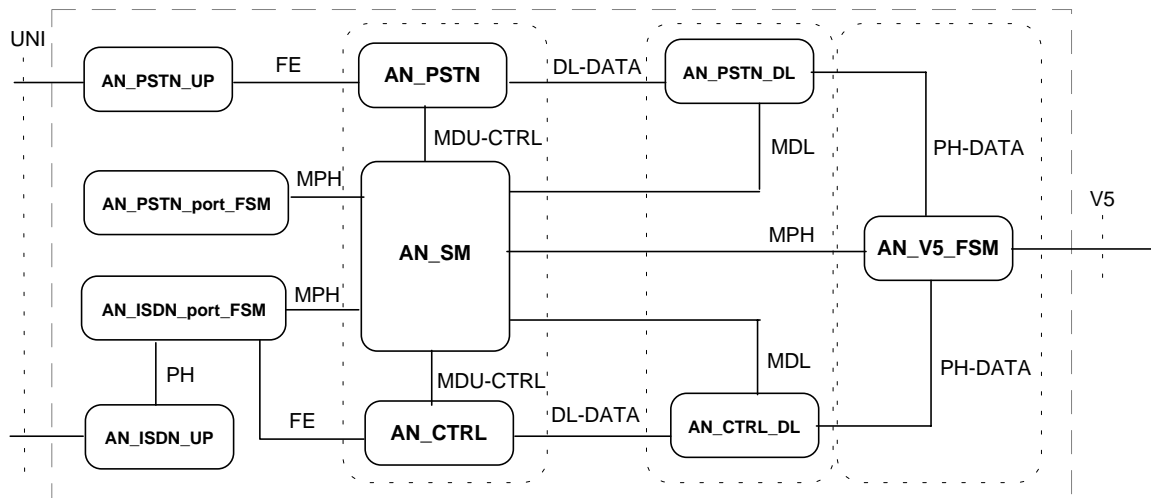 UNI
AN_PSTN_UP
FE
AN_PSTN
DL-DATA
AN_PSTN_DL
MDU-CTRL
MDL
PH-DATA
AN_PSTN_port_FSM
MPH
AN_SM
MPH
AN_V5_FSM
V5
AN_ISDN_port_FSM
MPH
PH
MDU-CTRL
MDL
PH-DATA
AN_ISDN_UP
FE
AN_CTRL
DL-DATA
AN_CTRL_DL